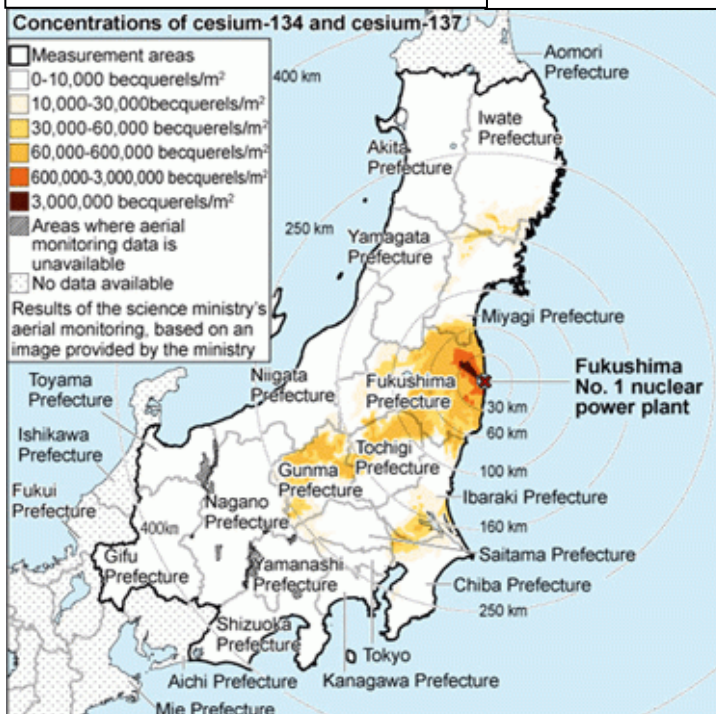 Concentrations of cesium-134 and cesium-137
Measurement areas
0-10,000 becquerels/m²
10,000-30,000becquerels/m²
30,000-60,000 becquerels/m²
60,000-600,000 becquerels/m²
600,000-3,000,000 becquerels/m²
3,000,000 becquerels/m²
Areas where aerial
monitoring data is
unavailable
No data available
Results of the science ministry's
aerial monitoring, based on an
image provided by the ministry
400 km
Aomori
Prefecture
Iwate
Prefecture
Akita
Prefecture
250 km
Yamagata
Prefecture
Miyagi Prefecture
Fukushima
No. 1 nuclear
power plant
Niigata
Prefecture
Fukushima
Prefecture
30 km
60 km
Toyama
Prefecture
Ishikawa
Prefecture
Fukui
Prefecture
Tochigi
Prefecture
Gunma
Prefecture
100 km
Nagano
Prefecture
Ibaraki Prefecture
400km
160 km
Gifu
Prefecture
Yamanashi
Prefecture
Saitama Prefecture
Chiba Prefecture
250 km
Shizuoka
Prefecture
Tokyo
Aichi Prefecture
Kanagawa Prefecture
Mie Prefecture